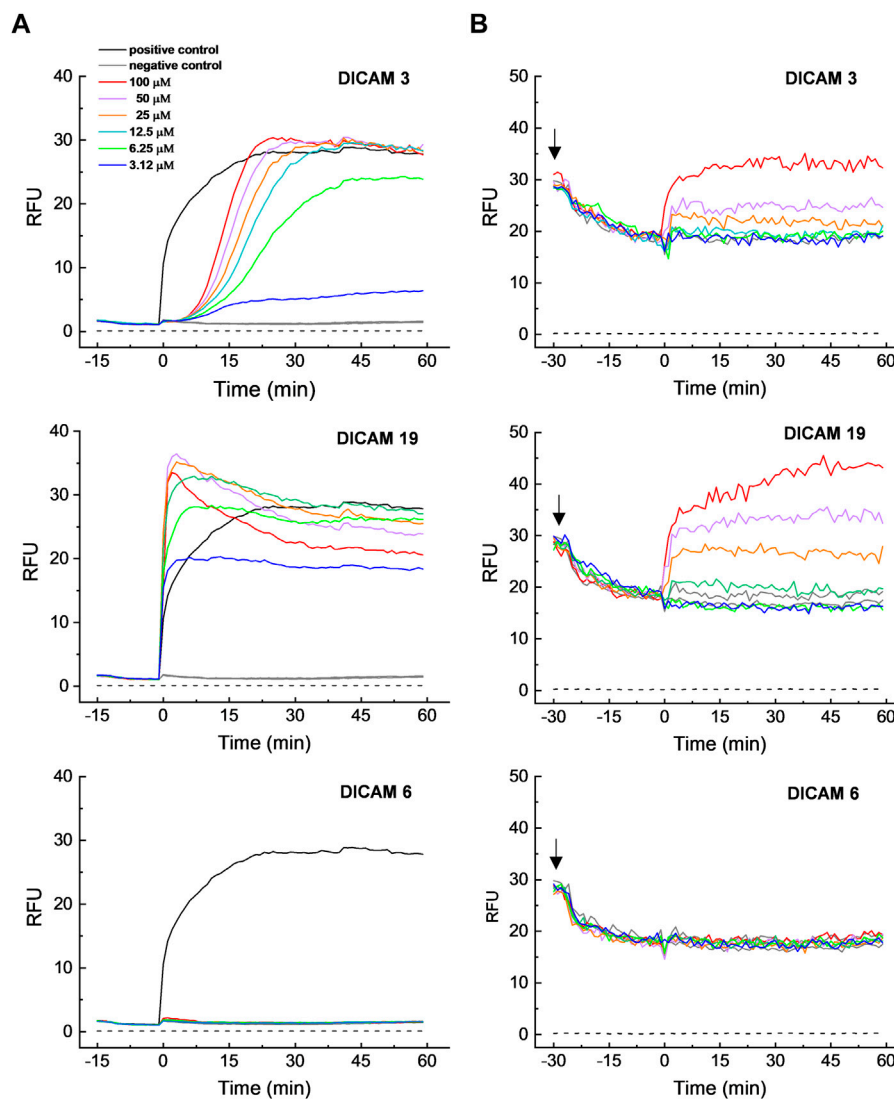 A
B
positive control
negative control
100 µM
50 µM
25 µM
12.5 µM
6.25 µM
3.12 µM
DICAM 3
40
30
20
10
0
RFU
-15 0 15 30 45 60
Time (min)
DICAM 3
50
40
30
20
10
0
RFU
-30 -15 0 15 30 45 60
Time (min)
DICAM 19
40
30
20
10
0
RFU
-15 0 15 30 45 60
Time (min)
DICAM 19
50
40
30
20
10
0
RFU
-30 -15 0 15 30 45 60
Time (min)
DICAM 6
40
30
20
10
0
RFU
-15 0 15 30 45 60
Time (min)
DICAM 6
50
40
30
20
10
0
RFU
-30 -15 0 15 30 45 60
Time (min)